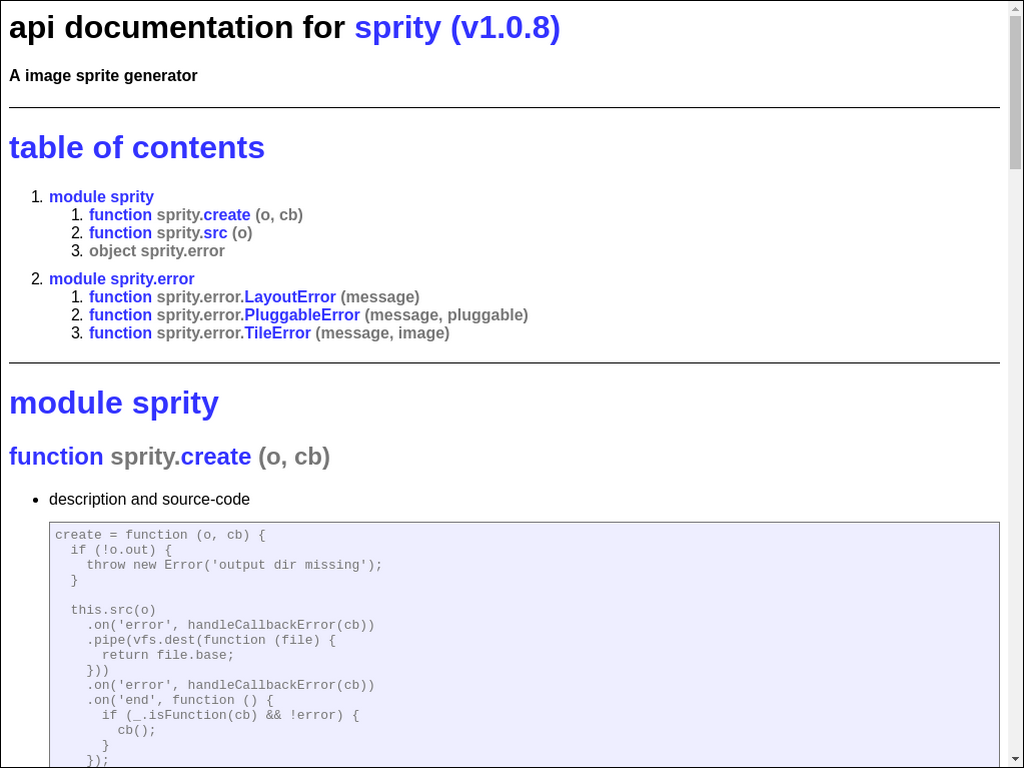 api documentation for sprity (v1.0.8)
A image sprite generator
table of contents
1. module sprity
1. function sprity.create (o, cb)
2. function sprity.src (o)
3. object sprity.error
2. module sprity.error
1. function sprity.error.LayoutError (message)
2. function sprity.error.PluggableError (message, pluggable)
3. function sprity.error.TileError (message, image)
module sprity
function sprity.create (o, cb)
• description and source-code
create = function (o, cb) {
  if (!o.out) {
    throw new Error('output dir missing');
  }
  this.src(o)
    .on('error', handleCallbackError(cb))
    .pipe(vfs.dest(function (file) {
      return file.base;
    }))
    .on('error', handleCallbackError(cb))
    .on('end', function () {
      if (_.isFunction(cb) && !error) {
        cb();
      }
    });